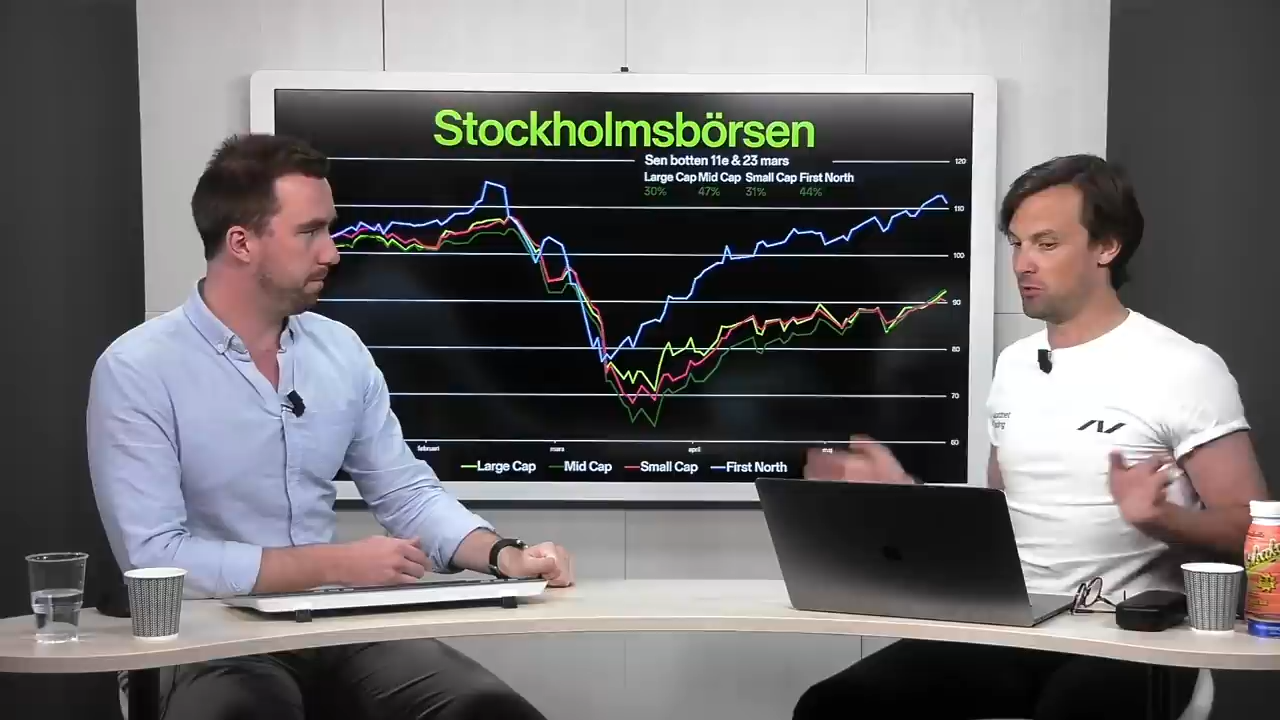 Stockholmsbörsen
Sen botten 11e & 23 mars
Large Cap Mid Cap Small Cap First North
30% 47% 31% 44%
120
110
100
90
80
70
60
februari mars april maj
Large Cap Mid Cap Small Cap First North